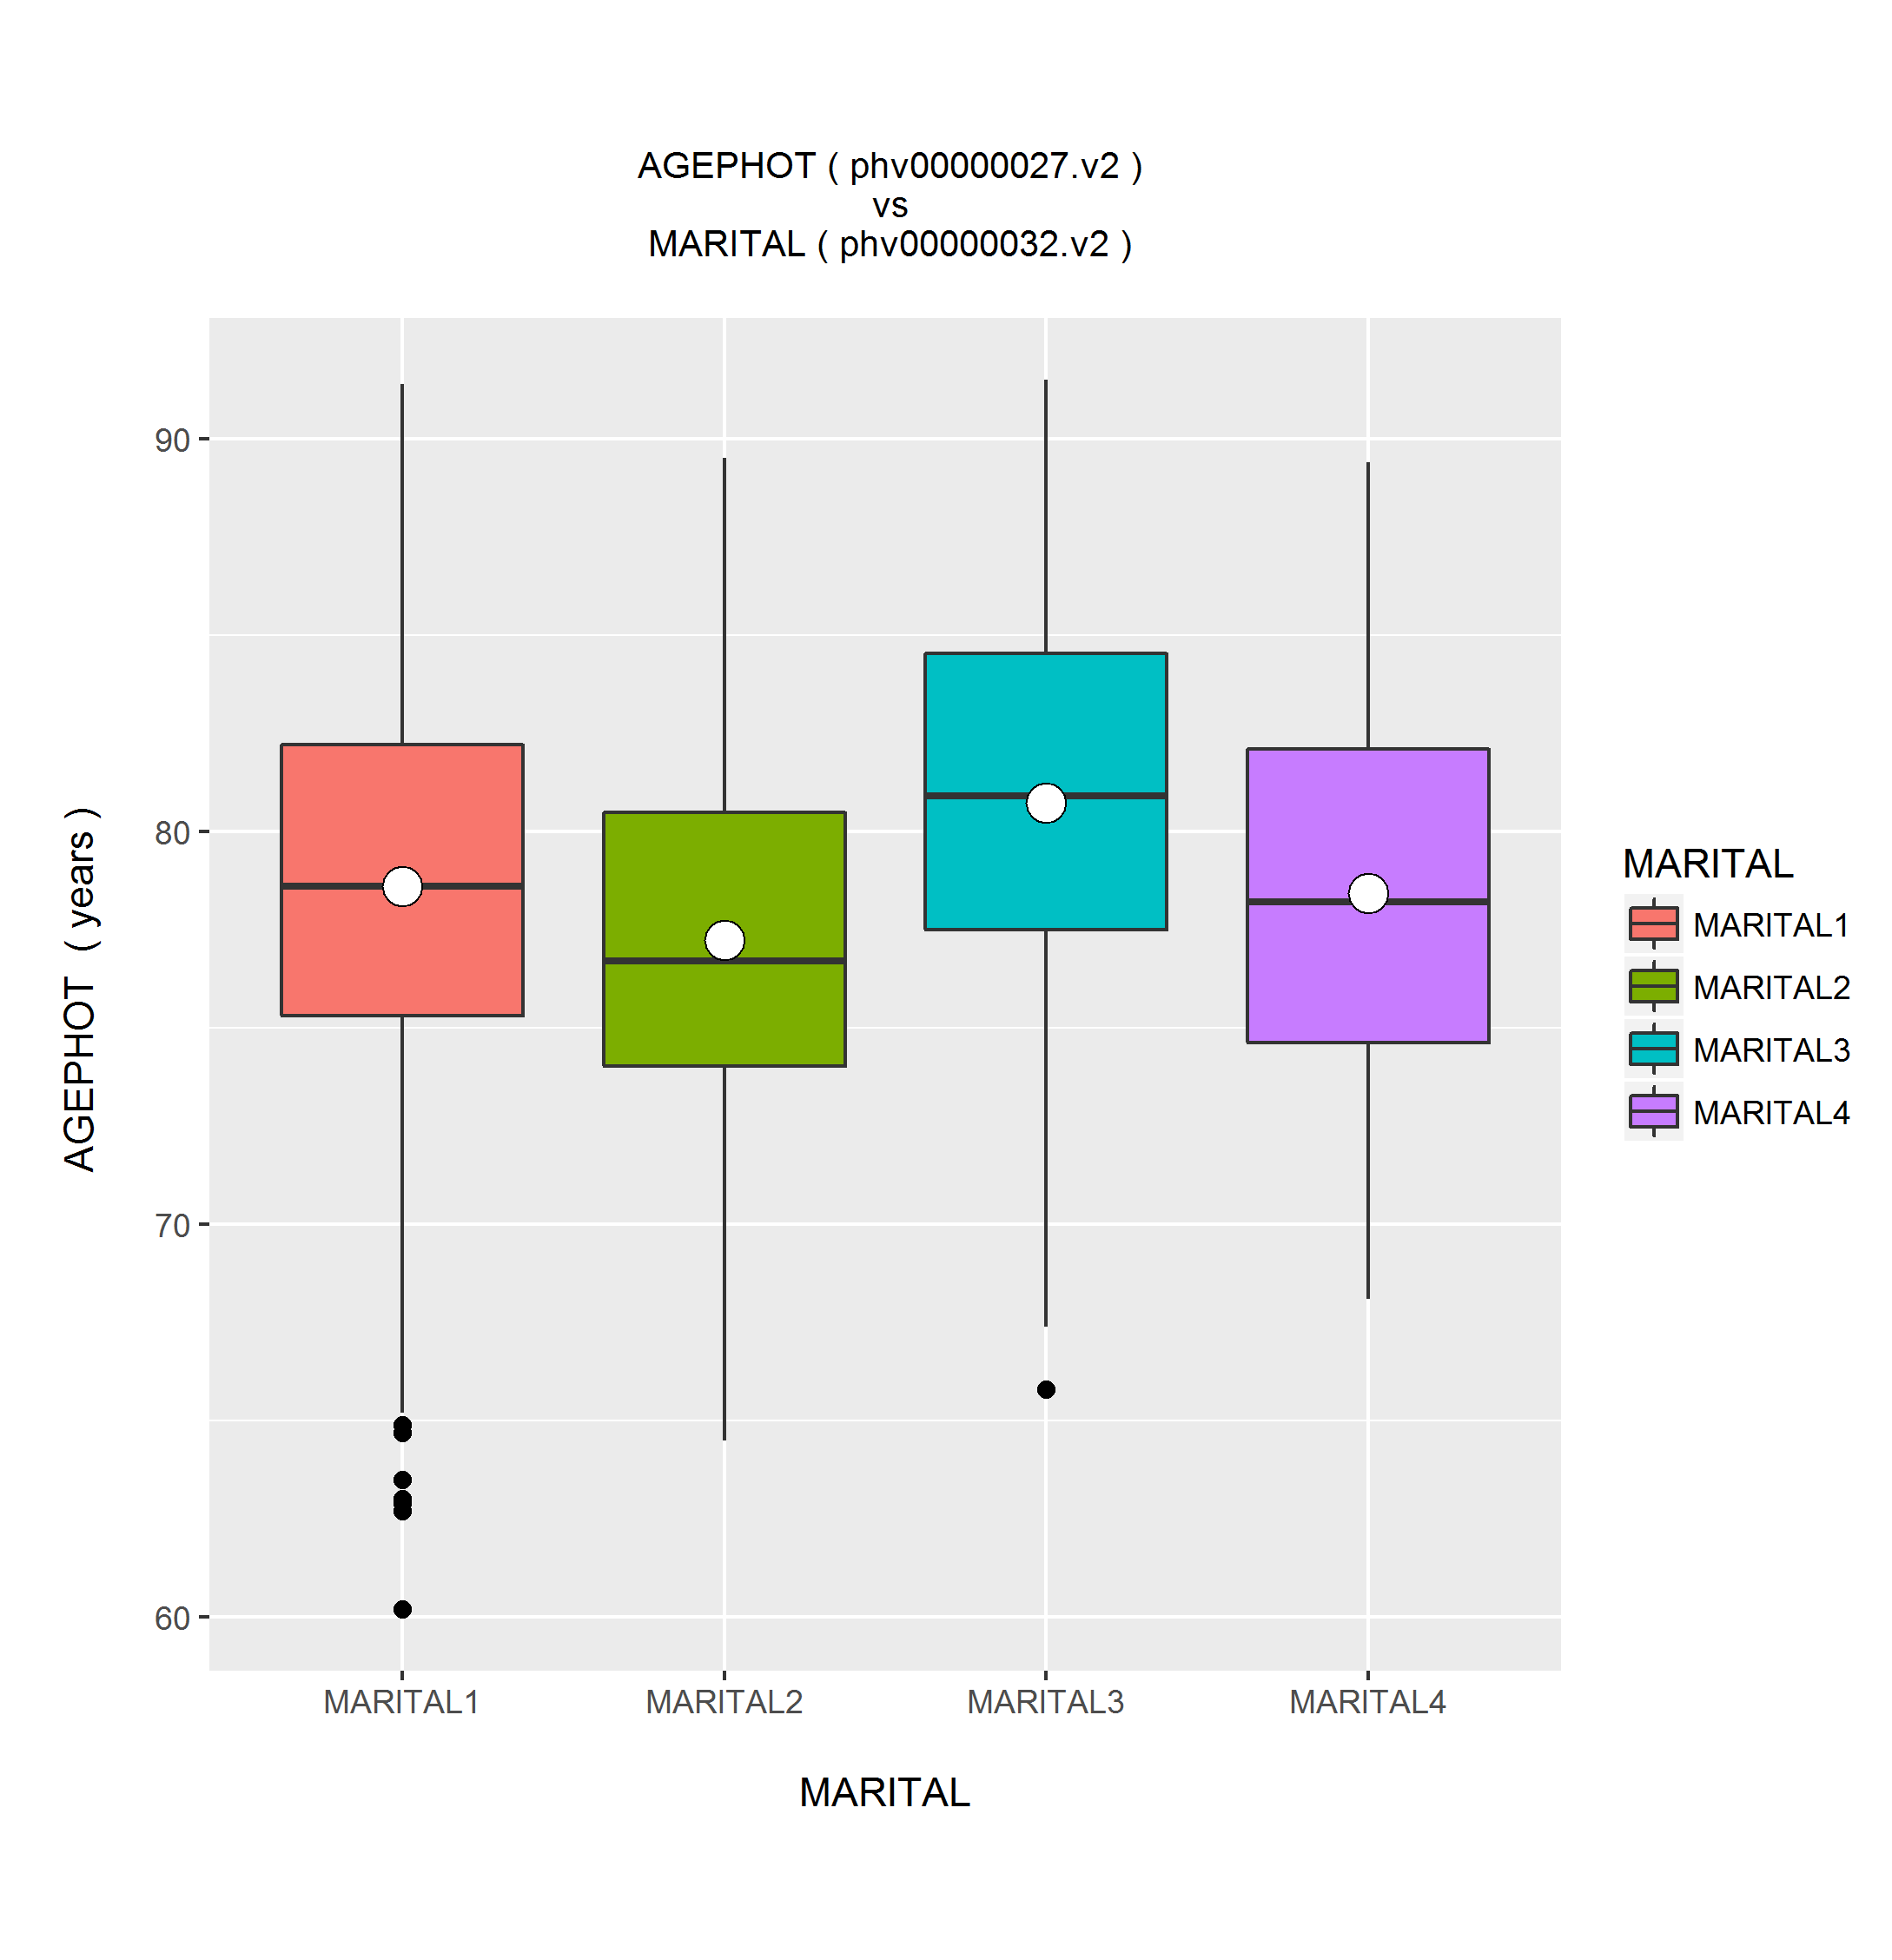 AGEPHOT ( phv00000027.v2 )
vs
MARITAL ( phv00000032.v2 )
AGEPHOT ( years )
90
80
70
60
MARITAL1
MARITAL2
MARITAL3
MARITAL4
MARITAL
MARITAL
MARITAL1
MARITAL2
MARITAL3
MARITAL4